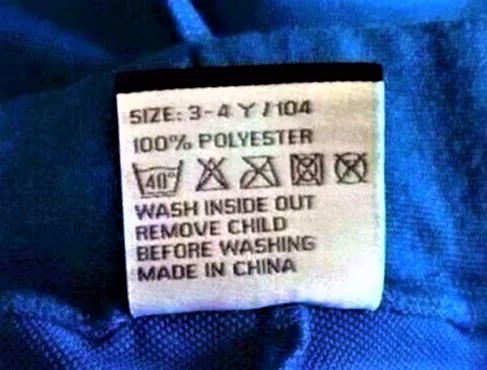 SIZE: 3-4 Y / 104
100% POLYESTER
40°
WASH INSIDE OUT
REMOVE CHILD
BEFORE WASHING
MADE IN CHINA